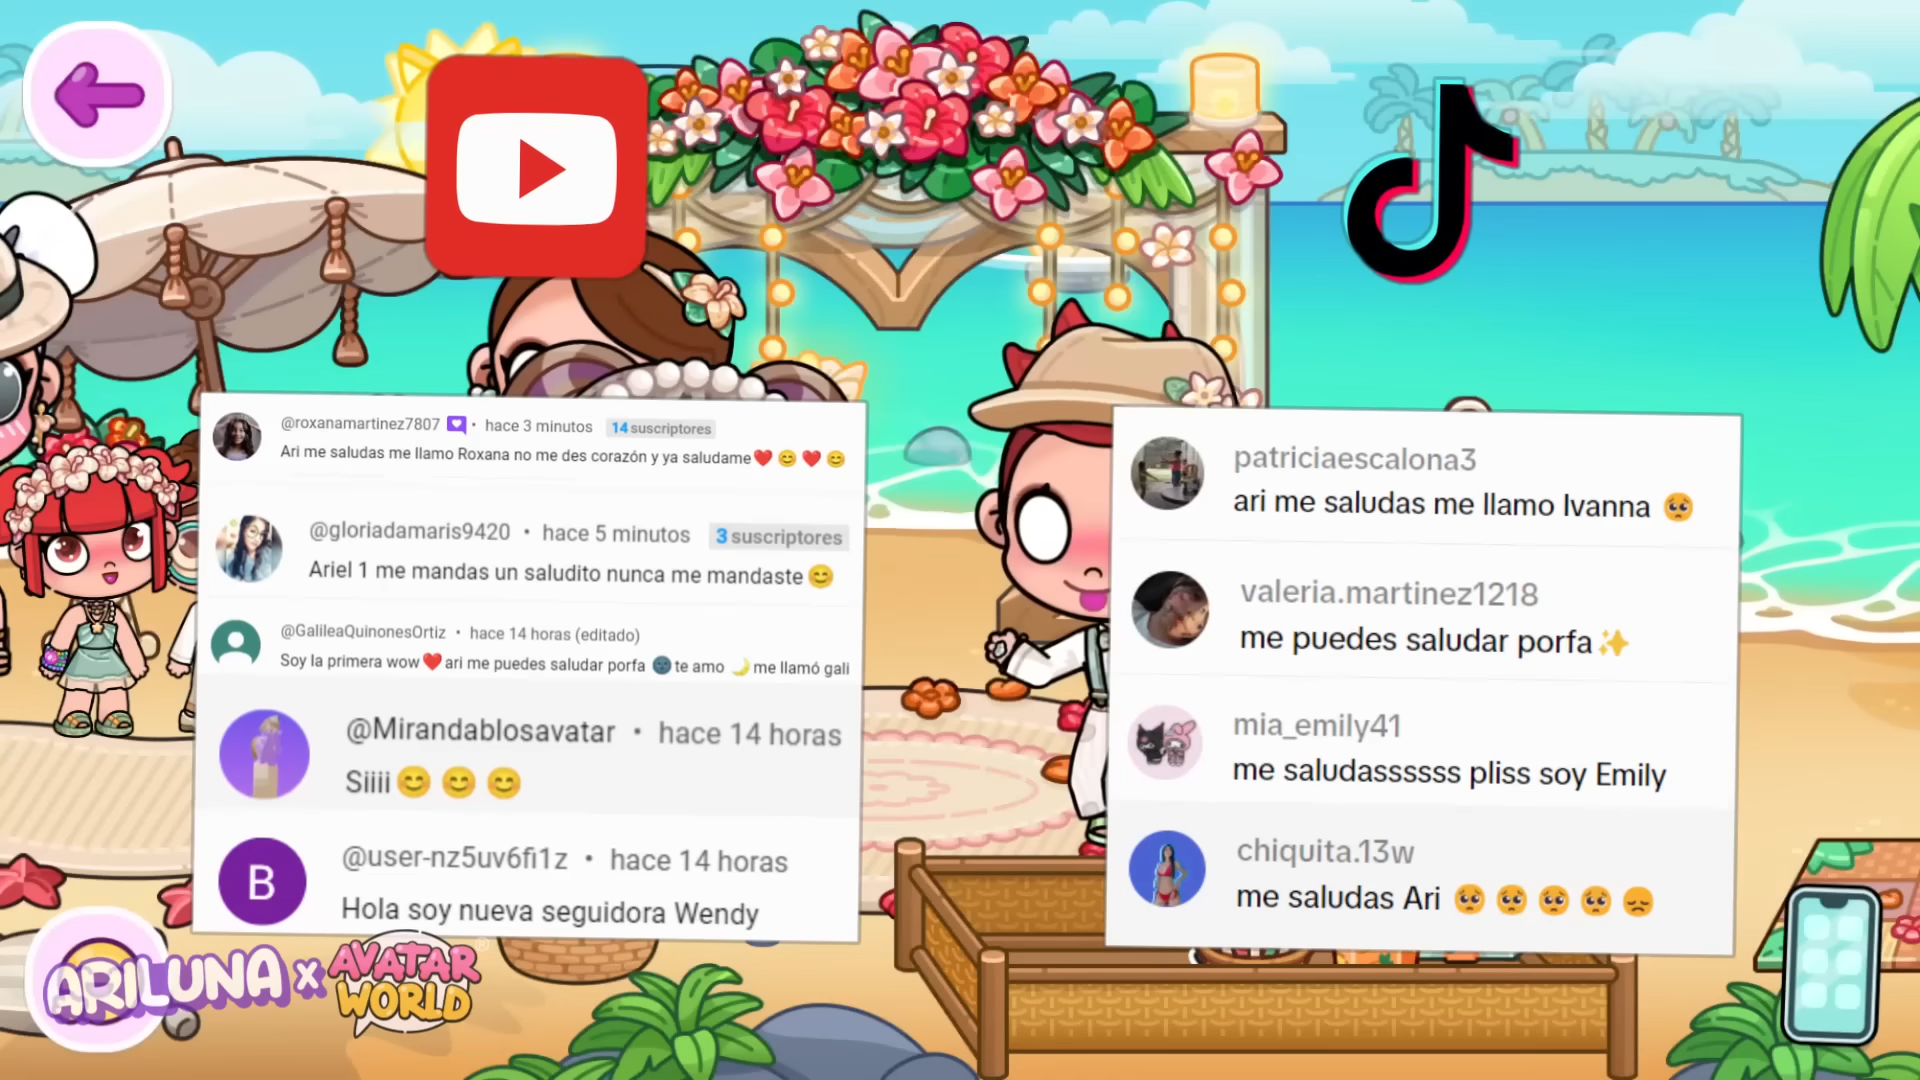 @roxanamartinez7807 · hace 3 minutos 14 suscriptores
Ari me saludas me llamo Roxana no me des corazón y ya saludame❤️ 😊 ❤️ 😊
@gloriadamaris9420 · hace 5 minutos 3 suscriptores
Ariel 1 me mandas un saludito nunca me mandaste 😊
@GalileaQuinonesOrtiz · hace 14 horas (editado)
Soy la primera wow ❤️ ari me puedes saludar porfa 🌚 te amo 🌙 me llamó gali
@Mirandablosavatar · hace 14 horas
Siiii 😊 😊 😊
B
@user-nz5uv6fi1z · hace 14 horas
Hola soy nueva seguidora Wendy
patriciaescalona3
ari me saludas me llamo Ivanna 🥺
valeria.martinez1218
me puedes saludar porfa✨
mia_emily41
me saludassssss pliss soy Emily
chiquita.13w
me saludas Ari 🥺 🥺 🥺 🥺 😞
ARILUNA x AVATAR WORLD